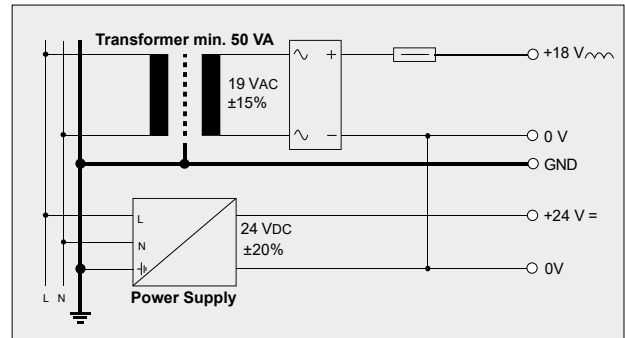 Transformer min. 50 VA
+18 V
19 VAC
±15%
+
−
0 V
GND
L
N
24 VDC
±20%
+24 V =
0V
Power Supply
L N